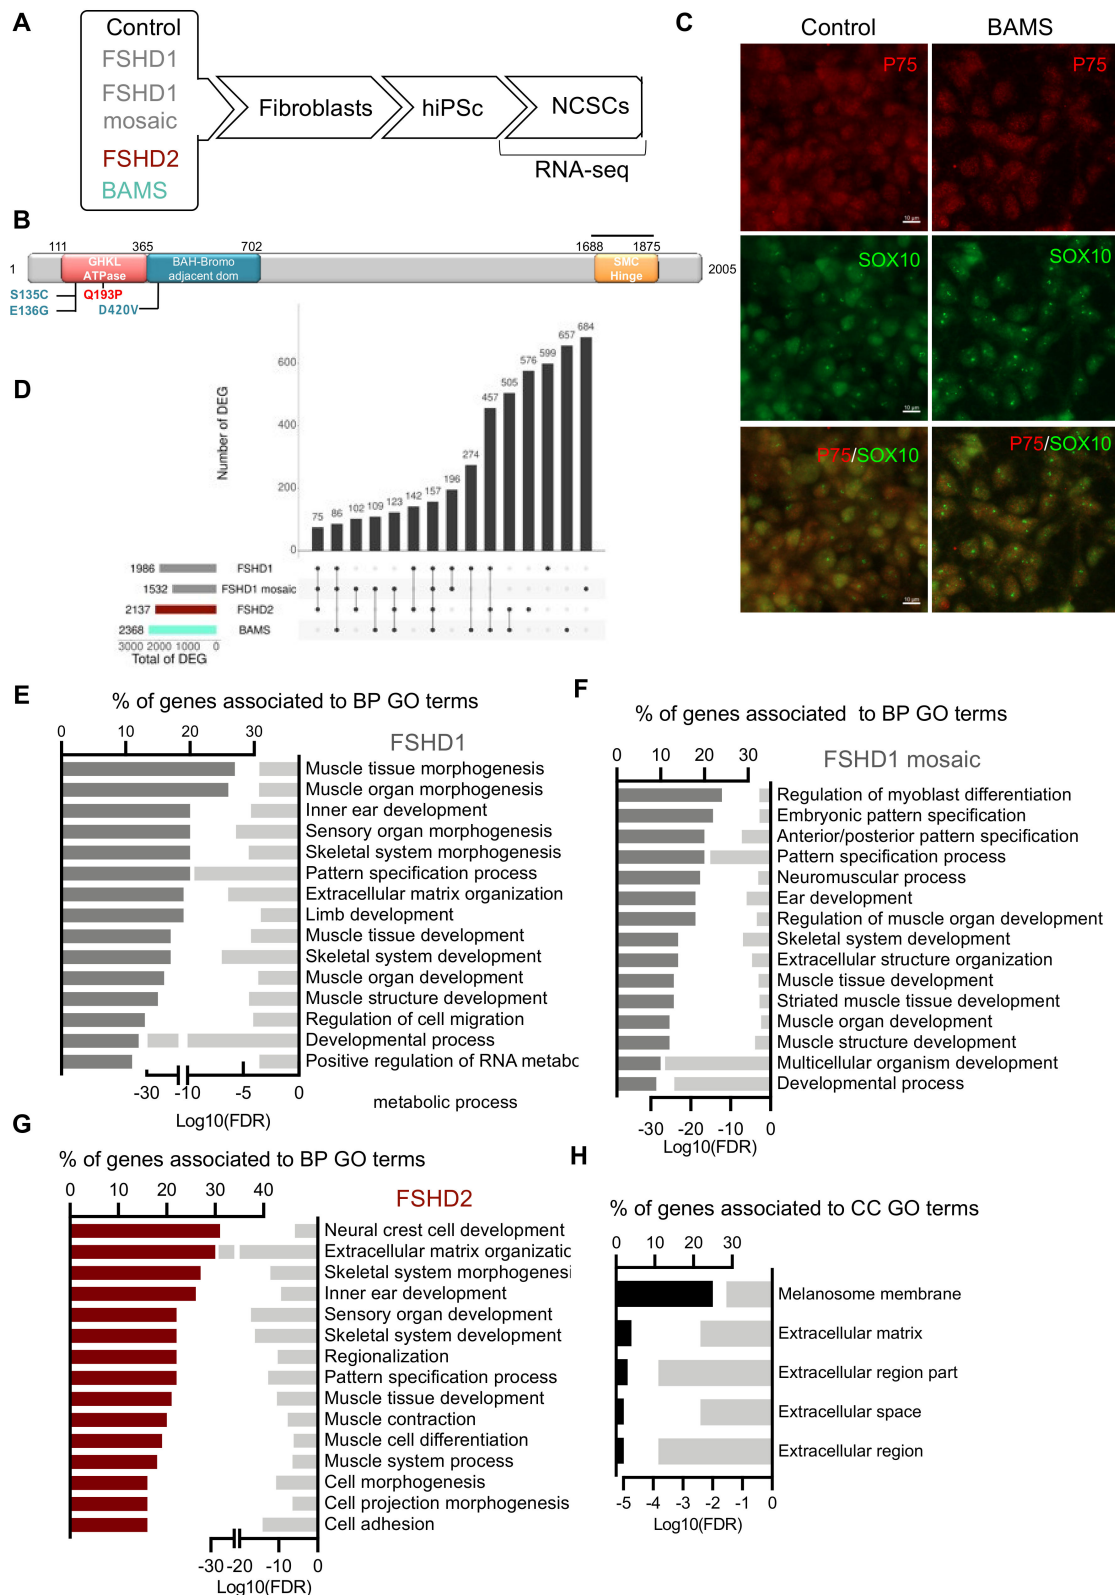 A
Control
FSHD1
FSHD1
mosaic
FSHD2
BAMS
Fibroblasts
hiPSc
NCSCs
RNA-seq
B
111
365
702
1688
1875
1
GHKL
ATPase
BAH-Bromo
adjacent dom
SMC
Hinge
2005
S135C
E136G
Q193P
D420V
C
Control
BAMS
P75
P75
10 µm
SOX10
SOX10
10 µm
P75/SOX10
P75/SOX10
10 µm
D
Number of DEG
600
400
200
0
75
86
102
109
123
142
157
196
274
457
505
576
599
657
684
1986
FSHD1
1532
FSHD1 mosaic
2137
FSHD2
2368
BAMS
3000 2000 1000 0
Total of DEG
E
% of genes associated to BP GO terms
0 10 20 30
FSHD1
Muscle tissue morphogenesis
Muscle organ morphogenesis
Inner ear development
Sensory organ morphogenesis
Skeletal system morphogenesis
Pattern specification process
Extracellular matrix organization
Limb development
Muscle tissue development
Skeletal system development
Muscle organ development
Muscle structure development
Regulation of cell migration
Developmental process
Positive regulation of RNA metabc
metabolic process
-30 -10 -5 0
Log10(FDR)
F
% of genes associated to BP GO terms
FSHD1 mosaic
0 10 20 30
Regulation of myoblast differentiation
Embryonic pattern specification
Anterior/posterior pattern specification
Pattern specification process
Neuromuscular process
Ear development
Regulation of muscle organ development
Skeletal system development
Extracellular structure organization
Muscle tissue development
Striated muscle tissue development
Muscle organ development
Muscle structure development
Multicellular organism development
Developmental process
-30 -20 -10 0
Log10(FDR)
G
% of genes associated to BP GO terms
0 10 20 30 40
FSHD2
Neural crest cell development
Extracellular matrix organizatic
Skeletal system morphogenesi
Inner ear development
Sensory organ development
Skeletal system development
Regionalization
Pattern specification process
Muscle tissue development
Muscle contraction
Muscle cell differentiation
Muscle system process
Cell morphogenesis
Cell projection morphogenesis
Cell adhesion
-30 -20 -10 0
Log10(FDR)
H
% of genes associated to CC GO terms
0 10 20 30
Melanosome membrane
Extracellular matrix
Extracellular region part
Extracellular space
Extracellular region
-5 -4 -3 -2 -1 0
Log10(FDR)